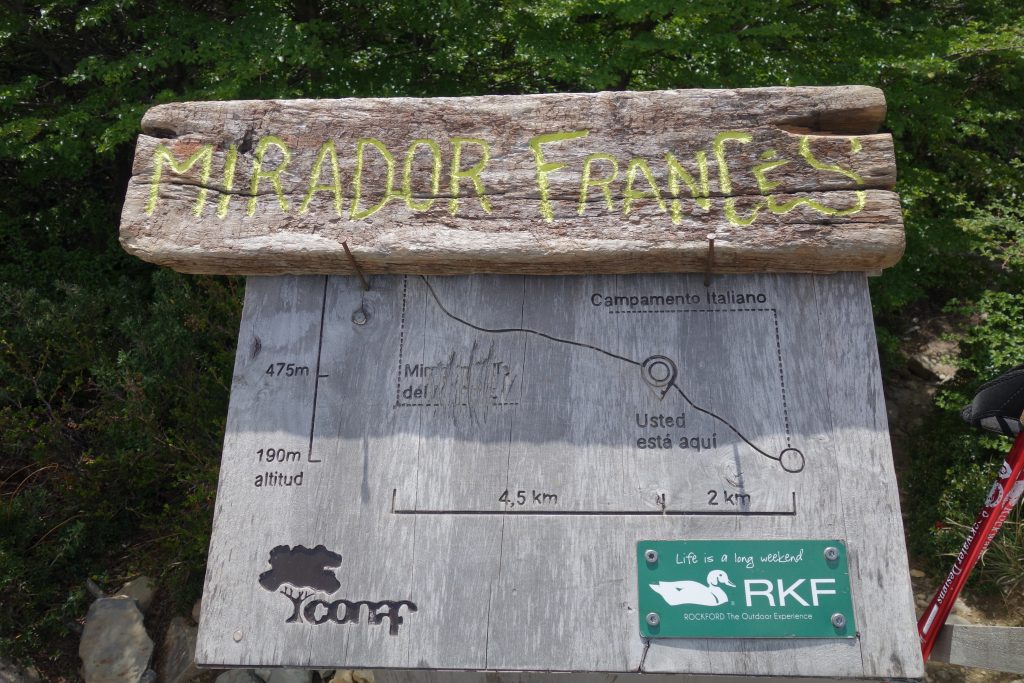 MIRADOR FRANCÉS
Campamento Italiano
475m
del
Usted
está aquí
190m
altitud
4,5 km
2 km
Life is a long weekend
RKF
ROCKFORD The Outdoor Experience
conaf